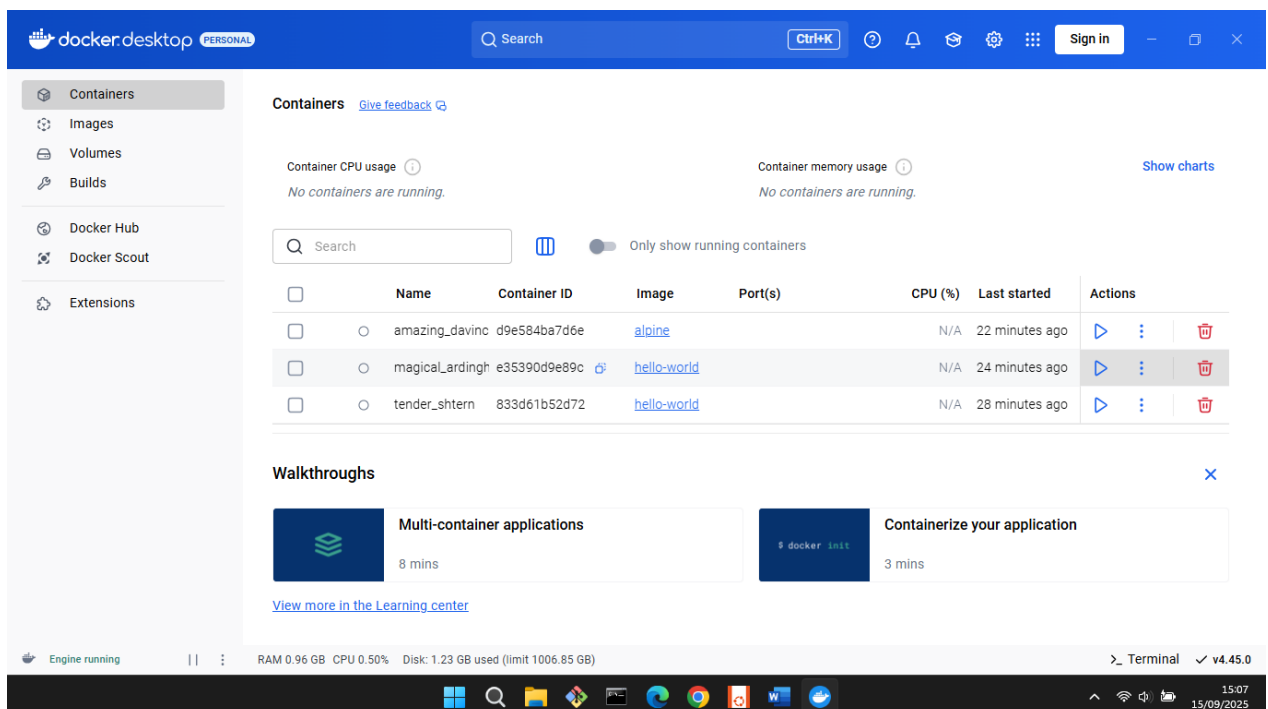 docker.desktop PERSONAL
Search
Ctrl+K
Sign in
Containers
Images
Volumes
Builds
Docker Hub
Docker Scout
Extensions
Containers Give feedback
Container CPU usage
No containers are running.
Container memory usage
No containers are running.
Show charts
Search
Only show running containers
Name Container ID Image Port(s) CPU (%) Last started Actions
amazing_davinc d9e584ba7d6e alpine N/A 22 minutes ago
magical_ardingh e35390d9e89c hello-world N/A 24 minutes ago
tender_shtern 833d61b52d72 hello-world N/A 28 minutes ago
Walkthroughs
Multi-container applications
8 mins
$ docker init
Containerize your application
3 mins
View more in the Learning center
Engine running
RAM 0.96 GB CPU 0.50% Disk: 1.23 GB used (limit 1006.85 GB)
>_ Terminal
v4.45.0
15:07
15/09/2025